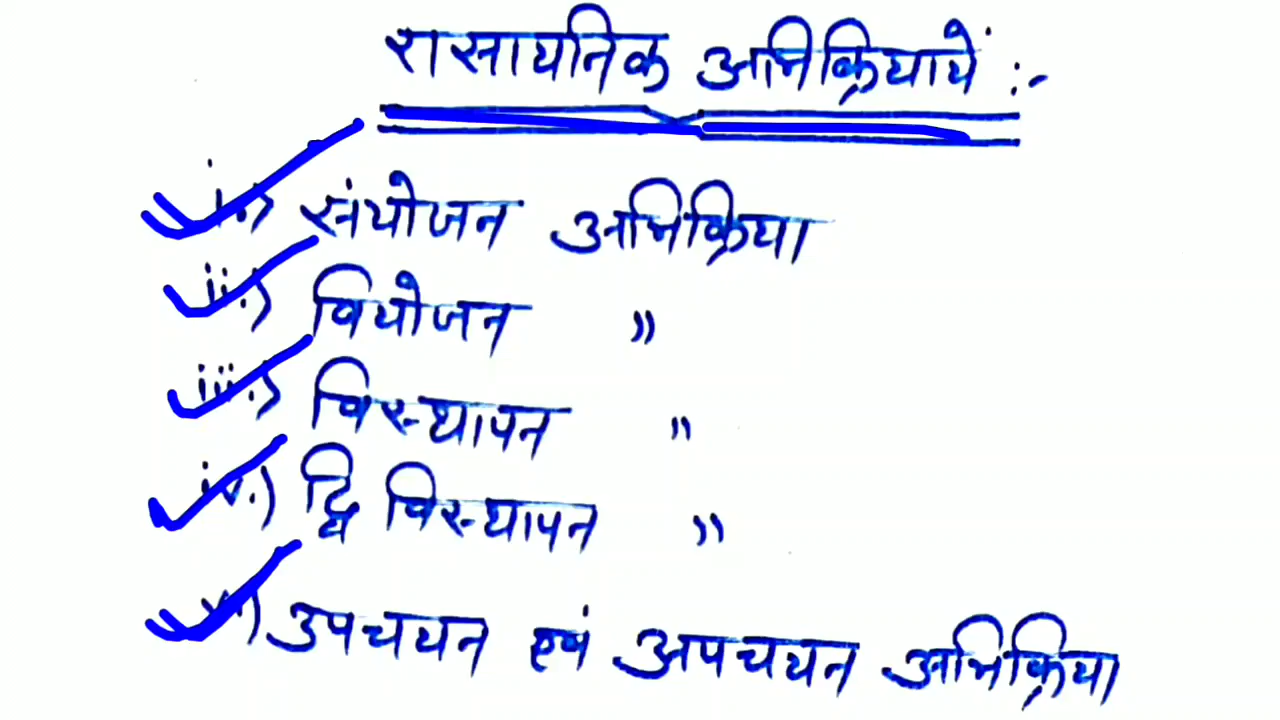 रासायनिक अभिक्रियायें :-
i.) संयोजन अभिक्रिया
ii.) वियोजन "
iii.) विस्थापन "
iv.) द्वि विस्थापन "
v.) उपचयन एवं अपचयन अभिक्रिया